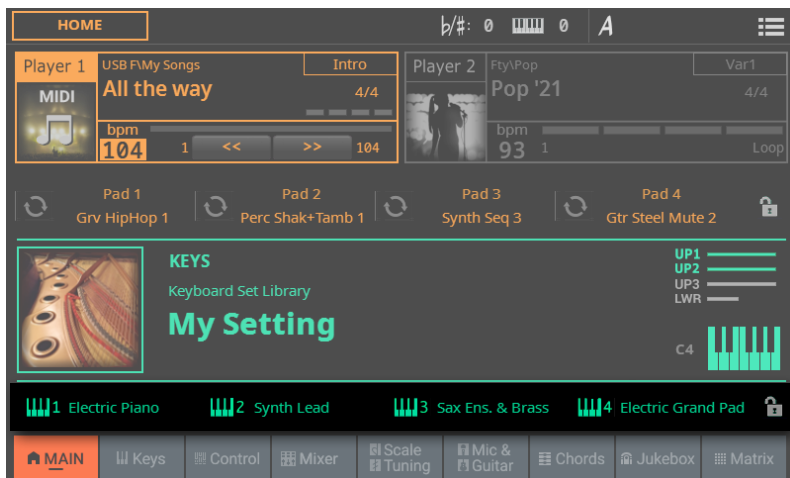 HOME
♭/#: 0
0
A
Player 1
USB F\My Songs
Intro
MIDI
All the way
4/4
bpm
104
1
<<
>>
104
Player 2
Fty\Pop
Var1
Pop '21
4/4
bpm
93
1
Loop
Pad 1
Grv HipHop 1
Pad 2
Perc Shak+Tamb 1
Pad 3
Synth Seq 3
Pad 4
Gtr Steel Mute 2
KEYS
Keyboard Set Library
My Setting
UP1
UP2
UP3
LWR
C4
1 Electric Piano
2 Synth Lead
3 Sax Ens. & Brass
4 Electric Grand Pad
MAIN
Keys
Control
Mixer
Scale
Tuning
Mic &
Guitar
Chords
Jukebox
Matrix